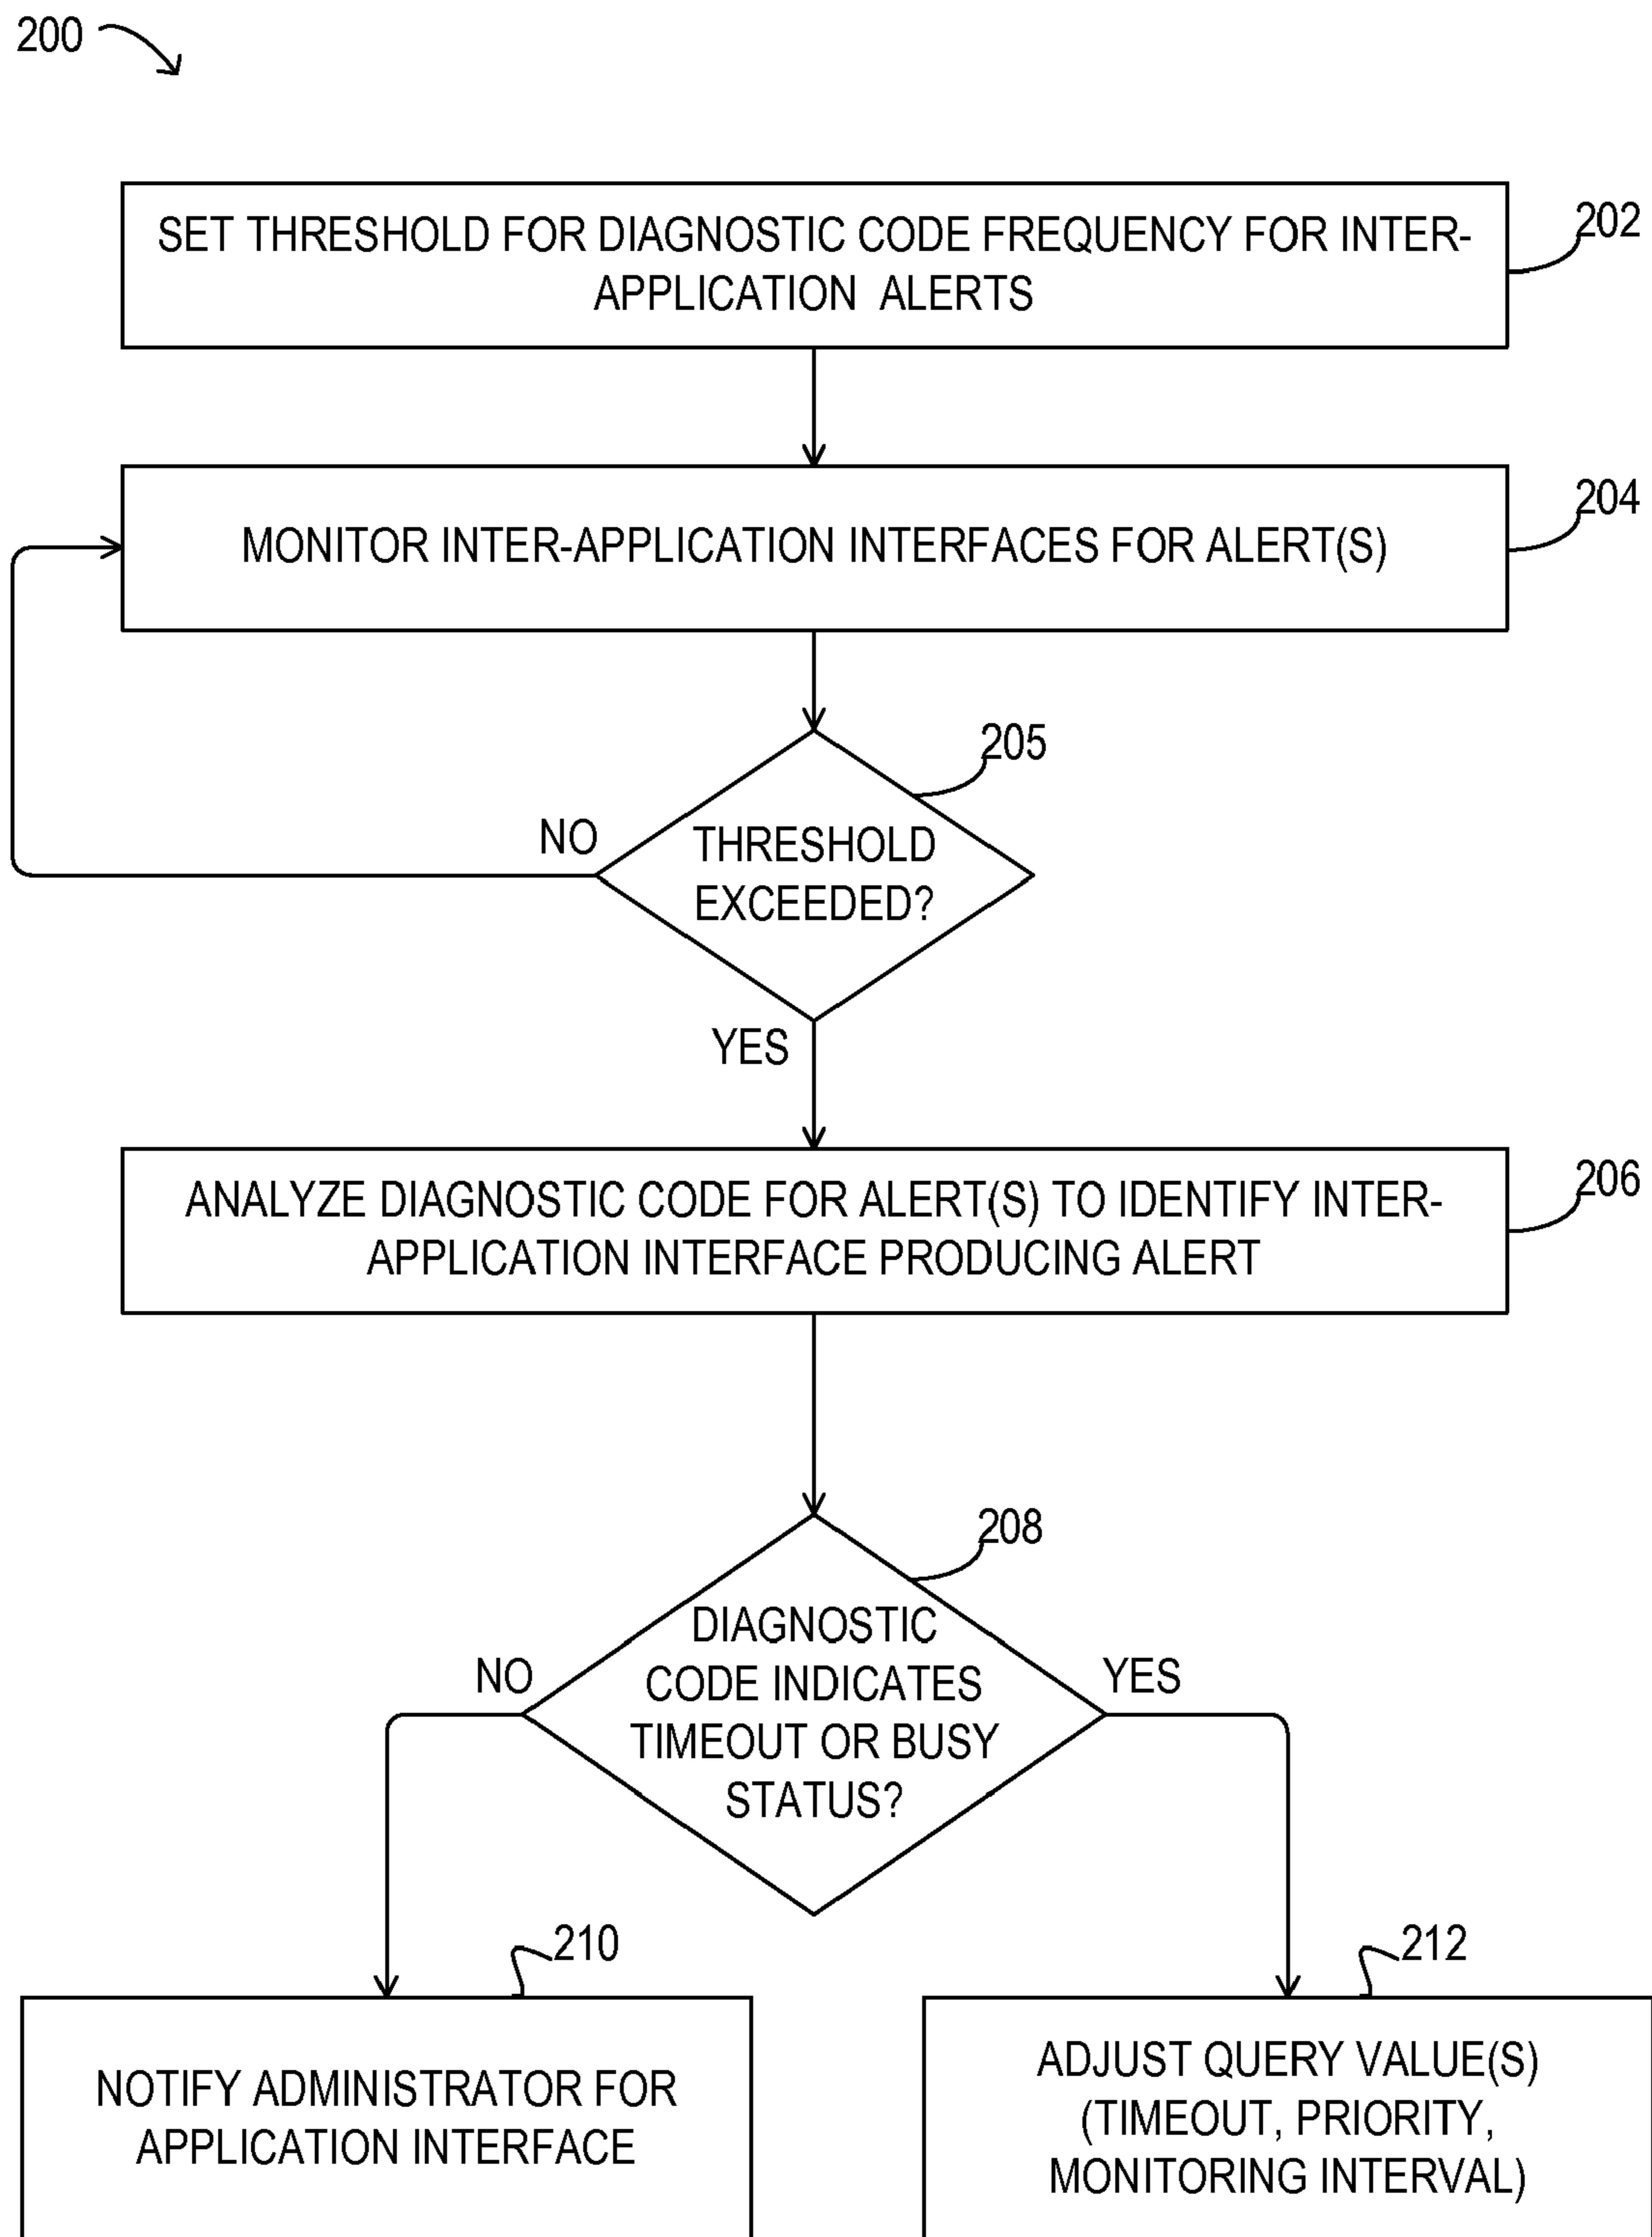 200
SET THRESHOLD FOR DIAGNOSTIC CODE FREQUENCY FOR INTER-
APPLICATION ALERTS
202
MONITOR INTER-APPLICATION INTERFACES FOR ALERT(S)
204
205
NO
THRESHOLD
EXCEEDED?
YES
ANALYZE DIAGNOSTIC CODE FOR ALERT(S) TO IDENTIFY INTER-
APPLICATION INTERFACE PRODUCING ALERT
206
208
NO
DIAGNOSTIC
CODE INDICATES
TIMEOUT OR BUSY
STATUS?
YES
210
NOTIFY ADMINISTRATOR FOR
APPLICATION INTERFACE
212
ADJUST QUERY VALUE(S)
(TIMEOUT, PRIORITY,
MONITORING INTERVAL)